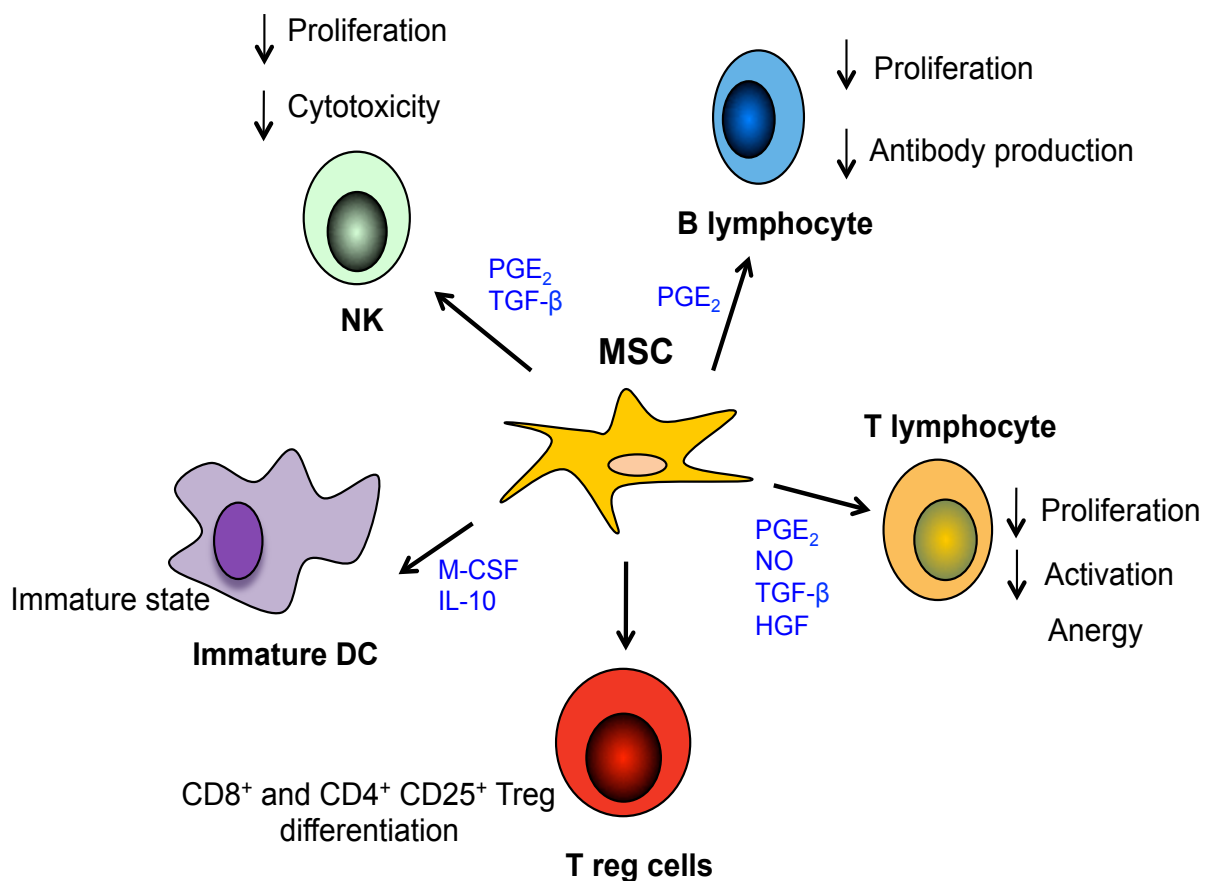 ↓ Proliferation
↓ Cytotoxicity
NK
PGE₂
TGF-β
↓ Proliferation
↓ Antibody production
B lymphocyte
PGE₂
MSC
T lymphocyte
↓ Proliferation
↓ Activation
Anergy
PGE₂
NO
TGF-β
HGF
M-CSF
IL-10
Immature state
Immature DC
CD8⁺ and CD4⁺ CD25⁺ Treg
differentiation
T reg cells